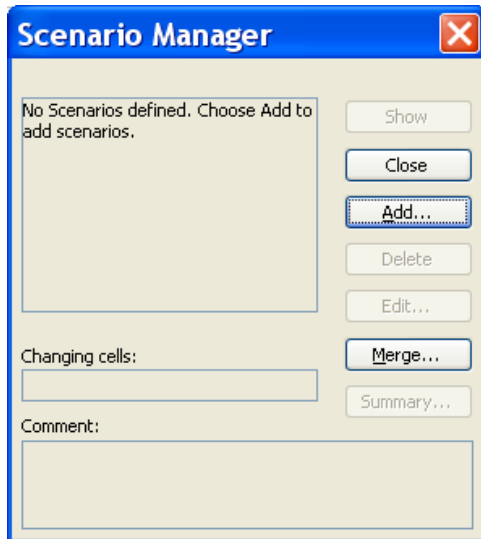 Scenario Manager
No Scenarios defined. Choose Add to
add scenarios.
Show
Close
Add...
Delete
Edit...
Changing cells:
Merge...
Summary...
Comment: